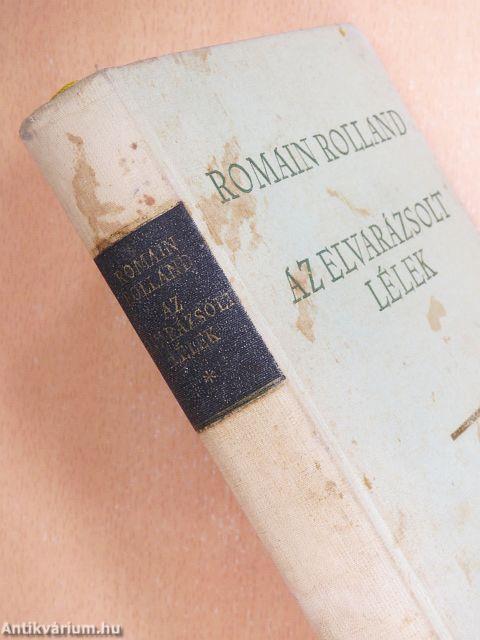 ROMAIN ROLLAND
AZ ELVARÁZSOLT
LÉLEK
ROMAIN
ROLLAND
AZ
ELVARÁZSOLT
LÉLEK
*
Antikvárium.hu